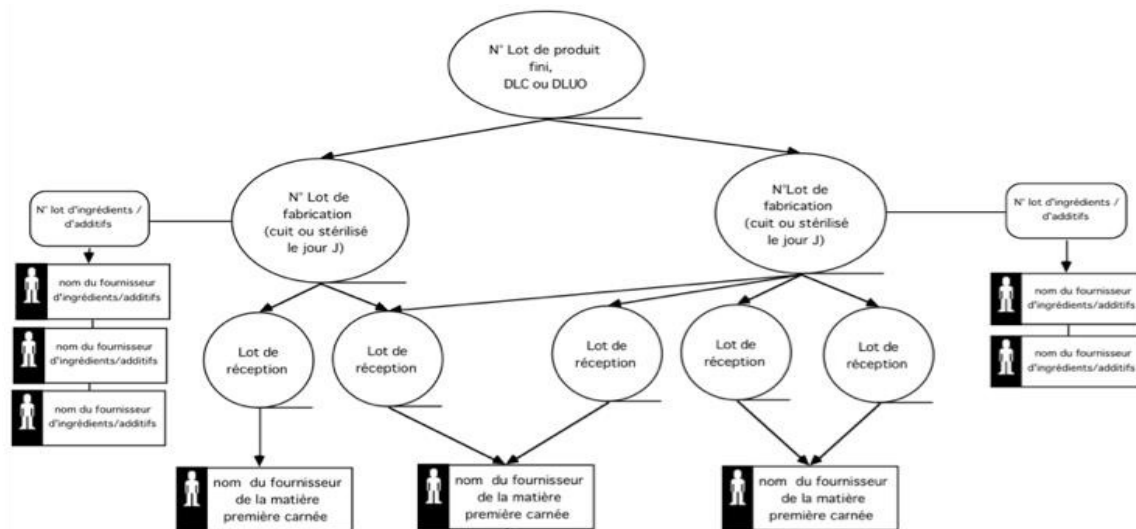 N° Lot de produit
fini,
DLC ou DLUO
N° lot d'ingrédients /
d'additifs
N° Lot de
fabrication
(cuit ou stérilisé
le jour J)
N°Lot de
fabrication
(cuit ou stérilisé
le jour J)
N° lot d'ingrédients /
d'additifs
nom du fournisseur
d'ingrédients/additifs
nom du fournisseur
d'ingrédients/additifs
nom du fournisseur
d'ingrédients/additifs
nom du fournisseur
d'ingrédients/additifs
nom du fournisseur
d'ingrédients/additifs
Lot de
réception
Lot de
réception
Lot de
réception
Lot de
réception
Lot de
réception
nom du fournisseur
de la matière
première carnée
nom du fournisseur
de la matière
première carnée
nom du fournisseur
de la matière
première carnée